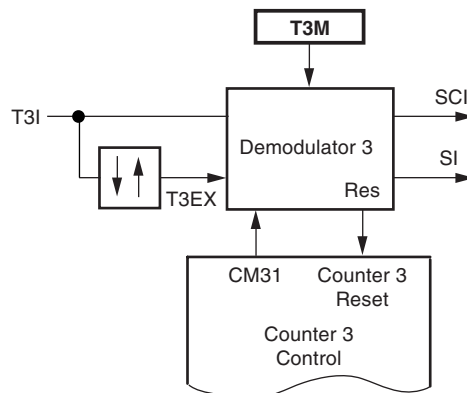 T3M
T3I
Demodulator 3
SCI
SI
T3EX
Res
CM31
Counter 3
Reset
Counter 3
Control